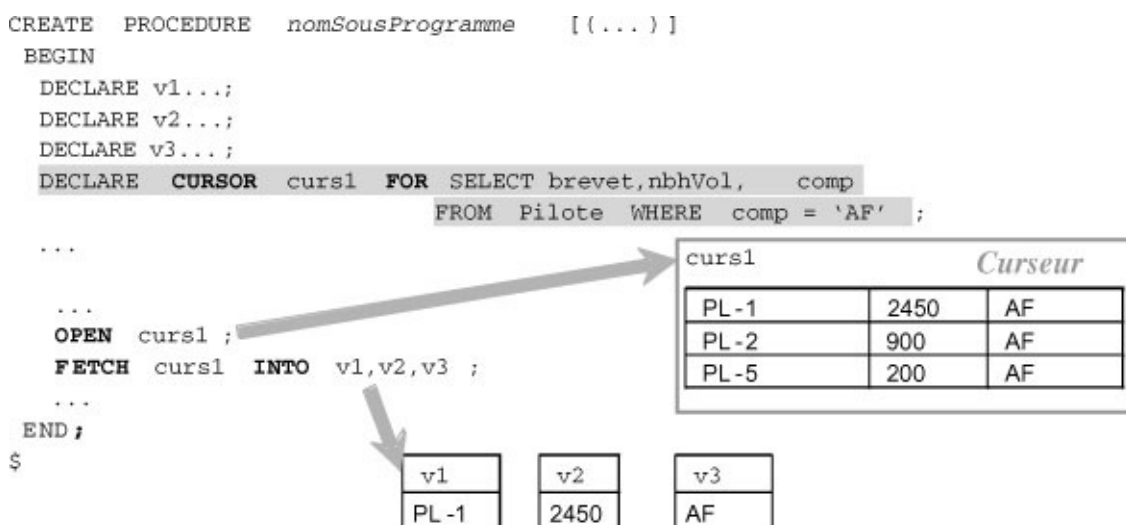 CREATE PROCEDURE nomSousProgramme [(...)]
BEGIN
DECLARE v1...;
DECLARE v2...;
DECLARE v3...;
DECLARE CURSOR curs1 FOR SELECT brevet,nbhVol, comp
FROM Pilote WHERE comp = ‘AF’ ;
...
curs1 Curseur
PL-1 2450 AF
PL-2 900 AF
PL-5 200 AF
...
OPEN curs1 ;
FETCH curs1 INTO v1,v2,v3 ;
...
END;
$
v1 v2 v3
PL-1 2450 AF